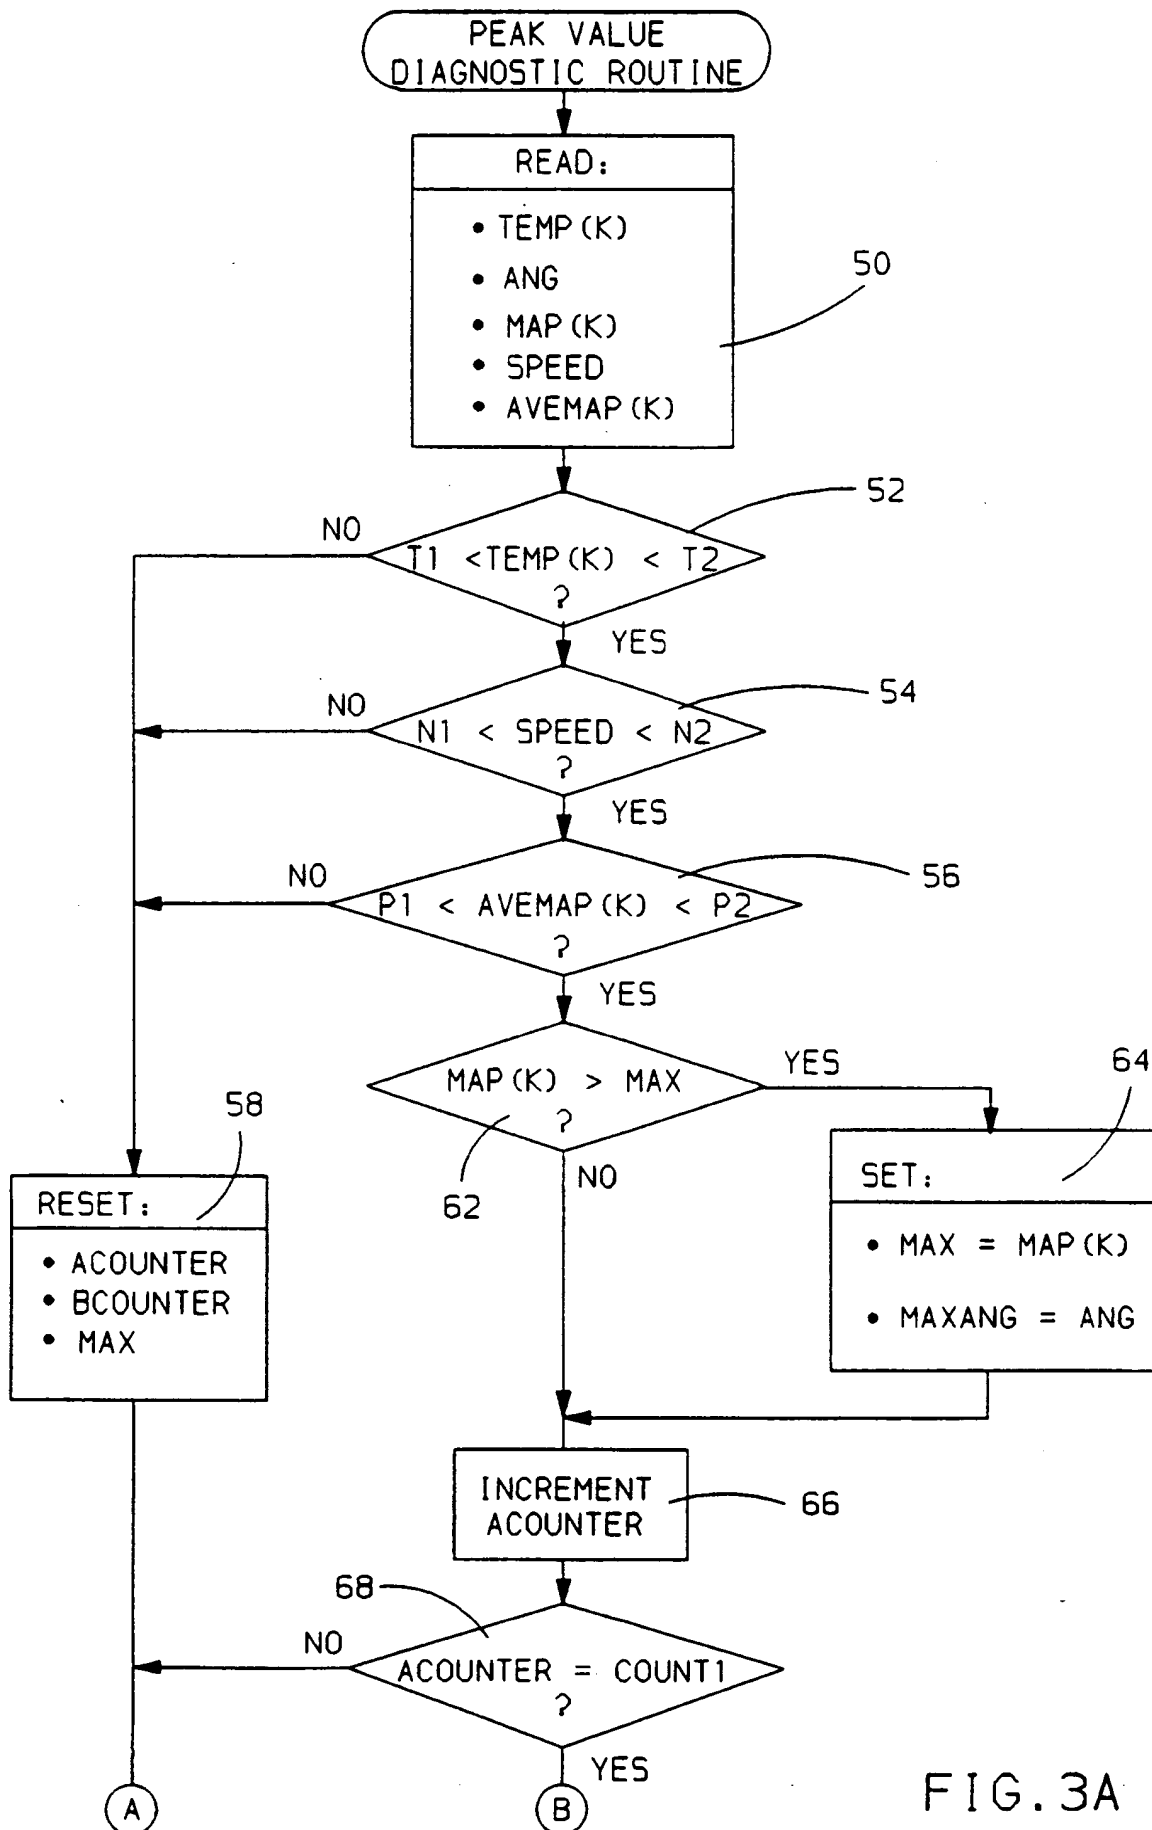 PEAK VALUE
DIAGNOSTIC ROUTINE
READ:
• TEMP(K)
• ANG
• MAP(K)
• SPEED
• AVEMAP(K)
50
52
NO
T1 <TEMP(K) < T2
?
YES
54
NO
N1 < SPEED < N2
?
YES
56
NO
P1 < AVEMAP(K) < P2
?
YES
MAP(K) > MAX
?
YES
62
NO
64
SET:
• MAX = MAP(K)
• MAXANG = ANG
58
RESET:
• ACOUNTER
• BCOUNTER
• MAX
INCREMENT
ACOUNTER
66
68
NO
ACOUNTER = COUNT1
?
YES
A
B
FIG. 3A